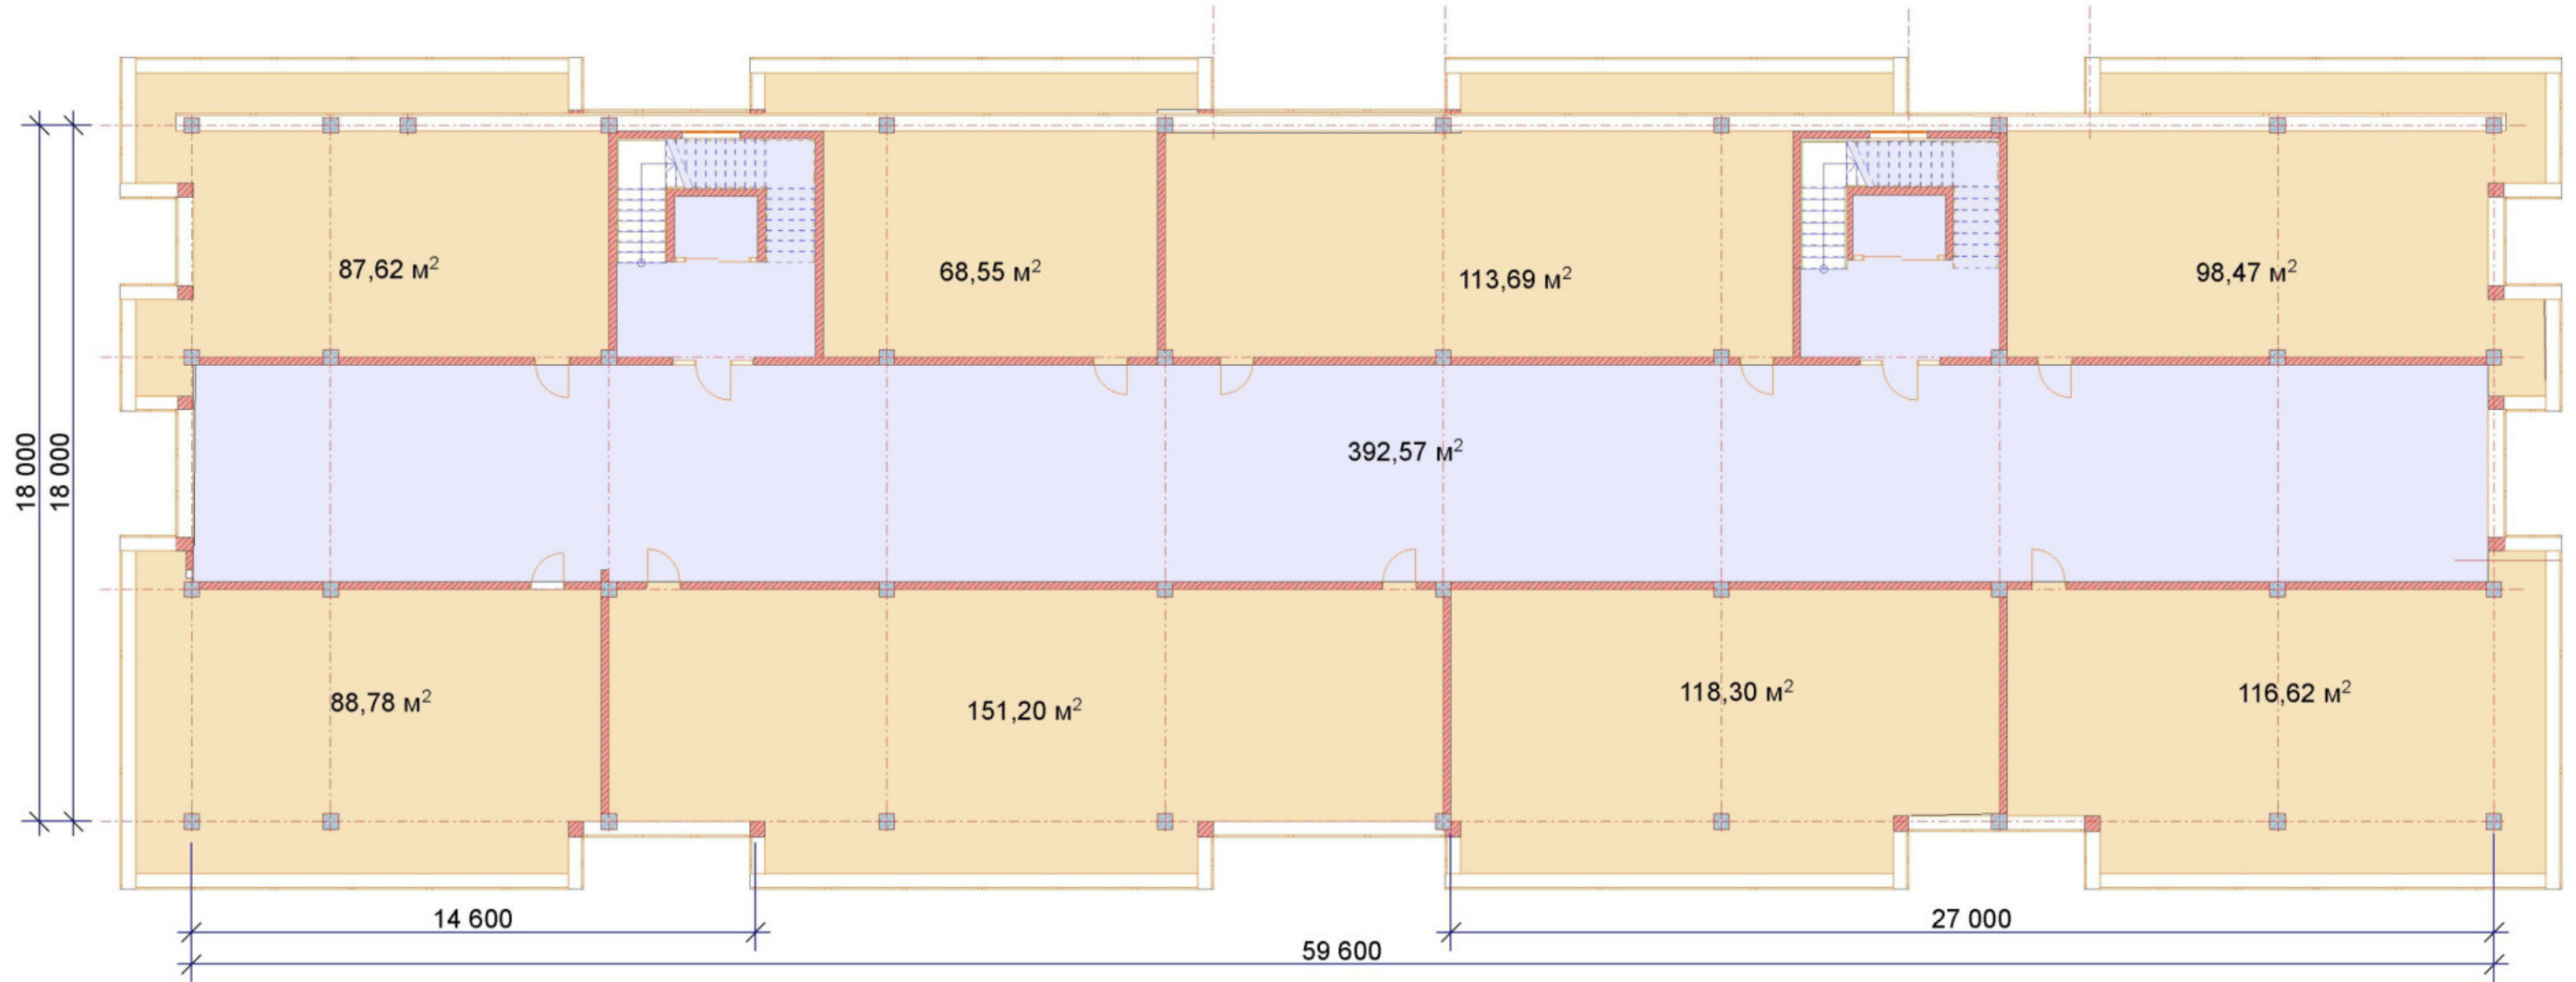 87,62 м²
68,55 м²
113,69 м²
98,47 м²
392,57 м²
18 000
18 000
88,78 м²
151,20 м²
118,30 м²
116,62 м²
14 600
27 000
59 600